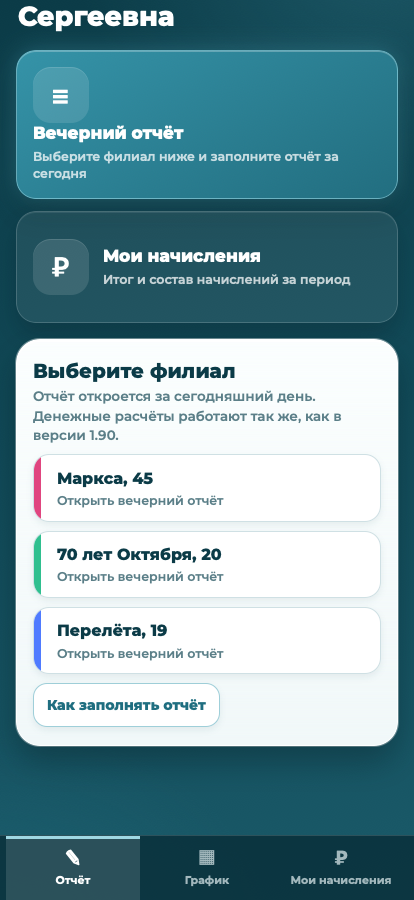 Сергеевна
Вечерний отчёт
Выберите филиал ниже и заполните отчёт за
сегодня
₽
Мои начисления
Итог и состав начислений за период
Выберите филиал
Отчёт откроется за сегодняшний день.
Денежные расчёты работают так же, как в
версии 1.90.
Маркса, 45
Открыть вечерний отчёт
70 лет Октября, 20
Открыть вечерний отчёт
Перелёта, 19
Открыть вечерний отчёт
Как заполнять отчёт
Отчёт
График
₽
Мои начисления